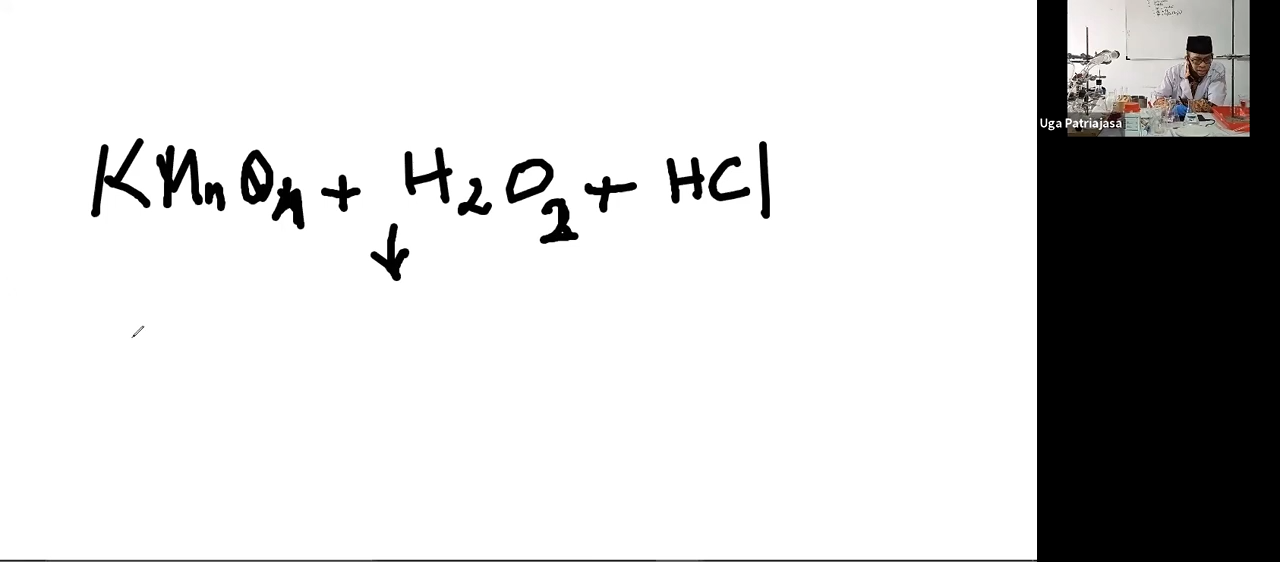 KMnO4 + H2O2 + HCl
↓
Uga Patriajasa